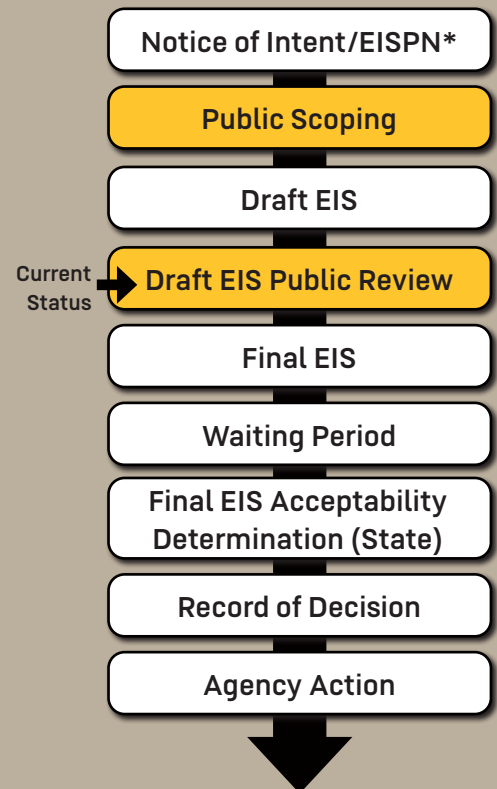 Notice of Intent/EISPN*
Public Scoping
Draft EIS
Current
Status
Draft EIS Public Review
Final EIS
Waiting Period
Final EIS Acceptability
Determination (State)
Record of Decision
Agency Action